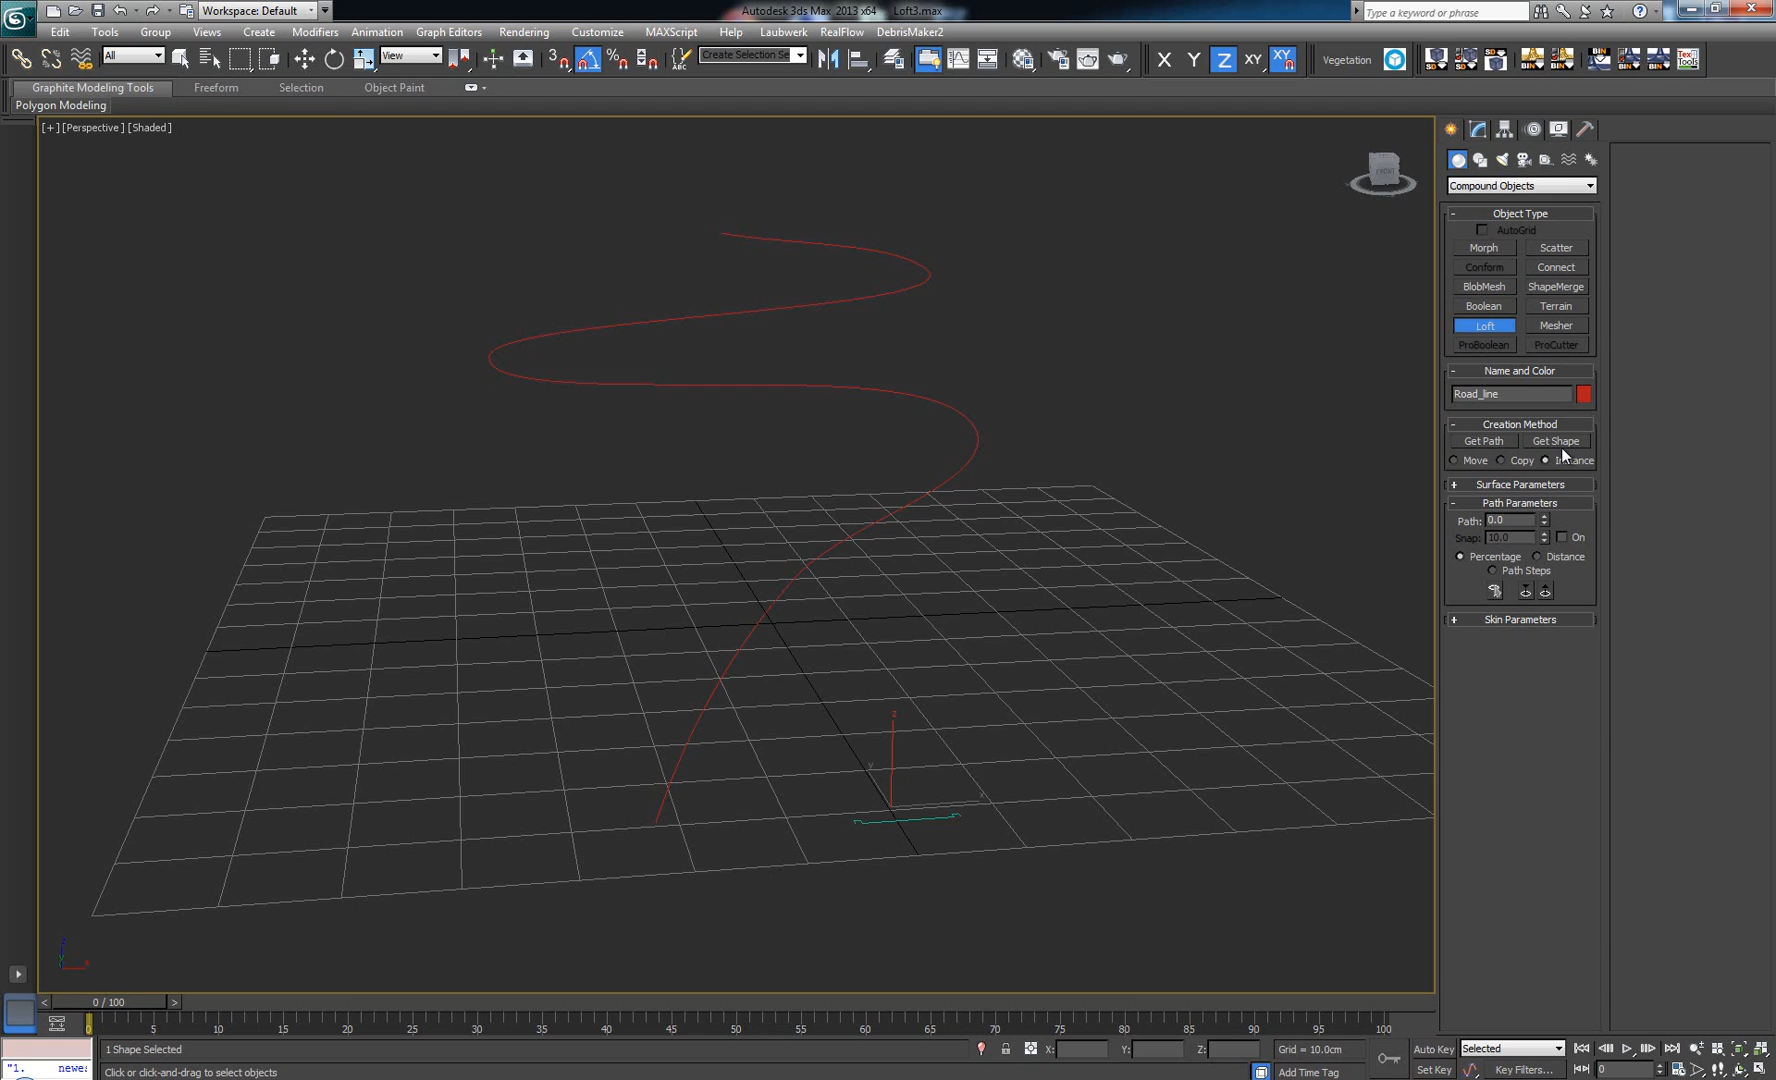 Workspace: Default
Autodesk 3ds Max 2013 x64 Loft3.max
Type a keyword or phrase
Edit Tools Group Views Create Modifiers Animation Graph Editors Rendering Customize MAXScript Help Laubwerk RealFlow DebrisMaker2
All View Create Selection Se X Y Z XY XY Vegetation
Graphite Modeling Tools Freeform Selection Object Paint
Polygon Modeling
[+] [Perspective] [Shaded]
FRONT
Compound Objects
- Object Type
AutoGrid
Morph Scatter
Conform Connect
BlobMesh ShapeMerge
Boolean Terrain
Loft Mesher
ProBoolean ProCutter
- Name and Color
Road_line
- Creation Method
Get Path Get Shape
Move Copy Instance
+ Surface Parameters
- Path Parameters
Path: 0.0
Snap: 10.0 On
Percentage Distance
Path Steps
+ Skin Parameters
z
y
x
z
y
x
< 0 / 100 >
0 5 10 15 20 25 30 35 40 45 50 55 60 65 70 75 80 85 90 95 100
1 Shape Selected X: Y: Z: Grid = 10.0cm Auto Key Selected
"1. newe
Click or click-and-drag to select objects Add Time Tag Set Key Key Filters... 0